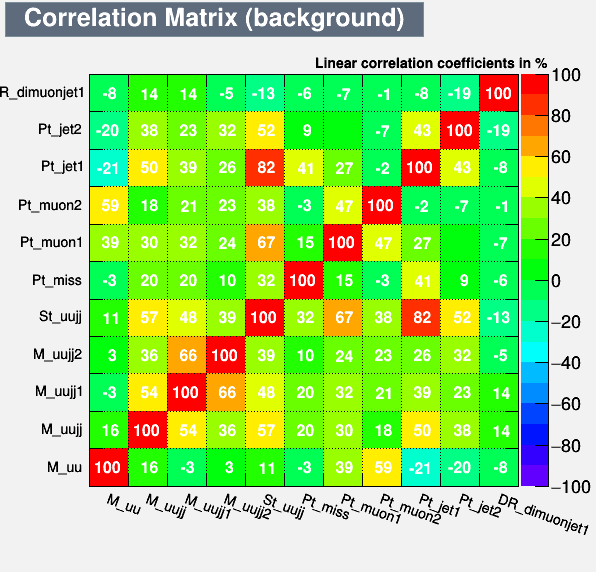 Correlation Matrix (background)
Linear correlation coefficients in %
R_dimuonjet1 -8 14 14 -5 -13 -6 -7 -1 -8 -19 100
Pt_jet2 -20 38 23 32 52 9 -7 43 100 -19
Pt_jet1 -21 50 39 26 82 41 27 -2 100 43 -8
Pt_muon2 59 18 21 23 38 -3 47 100 -2 -7 -1
Pt_muon1 39 30 32 24 67 15 100 47 27 -7
Pt_miss -3 20 20 10 32 100 15 -3 41 9 -6
St_uujj 11 57 48 39 100 32 67 38 82 52 -13
M_uujj2 3 36 66 100 39 10 24 23 26 32 -5
M_uujj1 -3 54 100 66 48 20 32 21 39 23 14
M_uujj 16 100 54 36 57 20 30 18 50 38 14
M_uu 100 16 -3 3 11 -3 39 59 -21 -20 -8
M_uu M_uujj M_uujj1 M_uujj2 St_uujj Pt_miss Pt_muon1 Pt_muon2 Pt_jet1 Pt_jet2 DR_dimuonjet1
100
80
60
40
20
0
−20
−40
−60
−80
−100